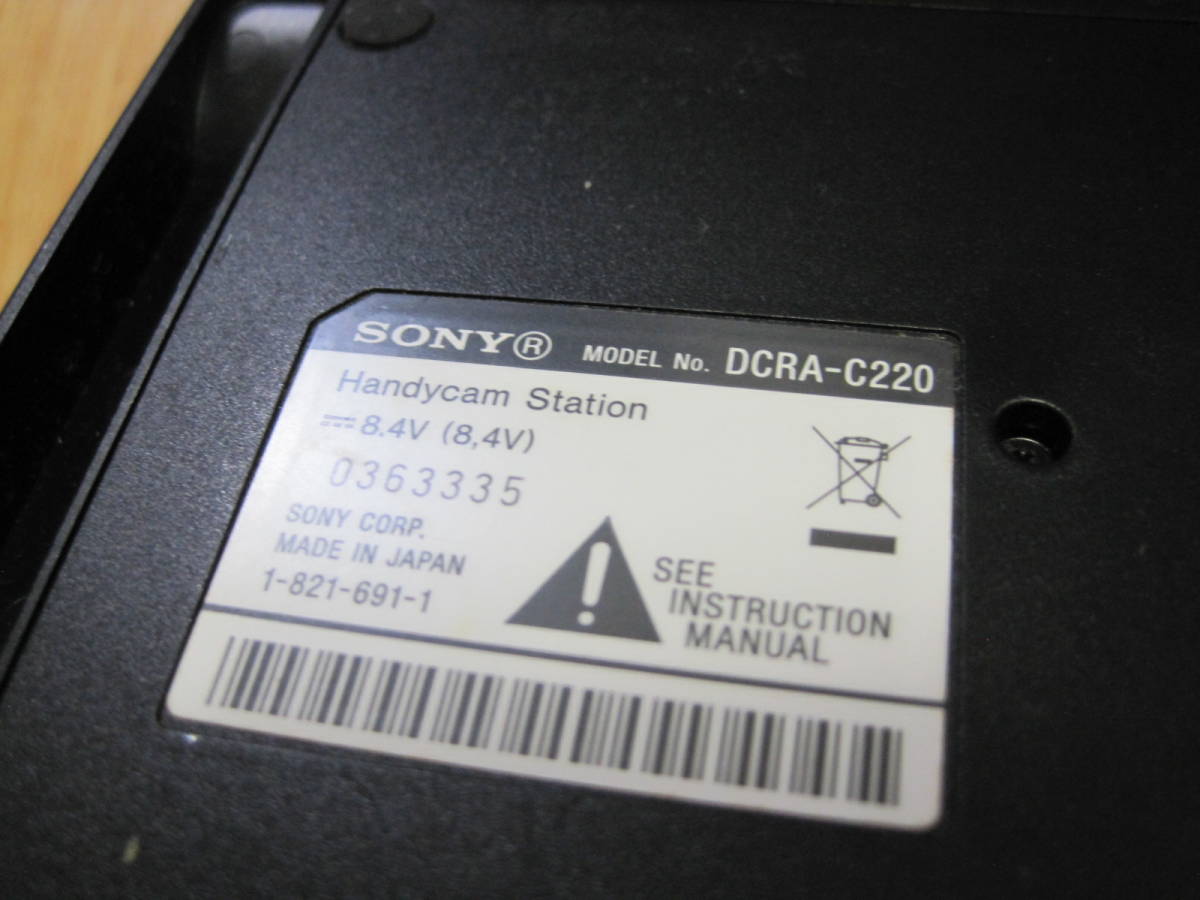 SONY® MODEL No. DCRA-C220
Handycam Station
⎓8.4V (8,4V)
0363335
SONY CORP.
MADE IN JAPAN
1-821-691-1
SEE
INSTRUCTION
MANUAL